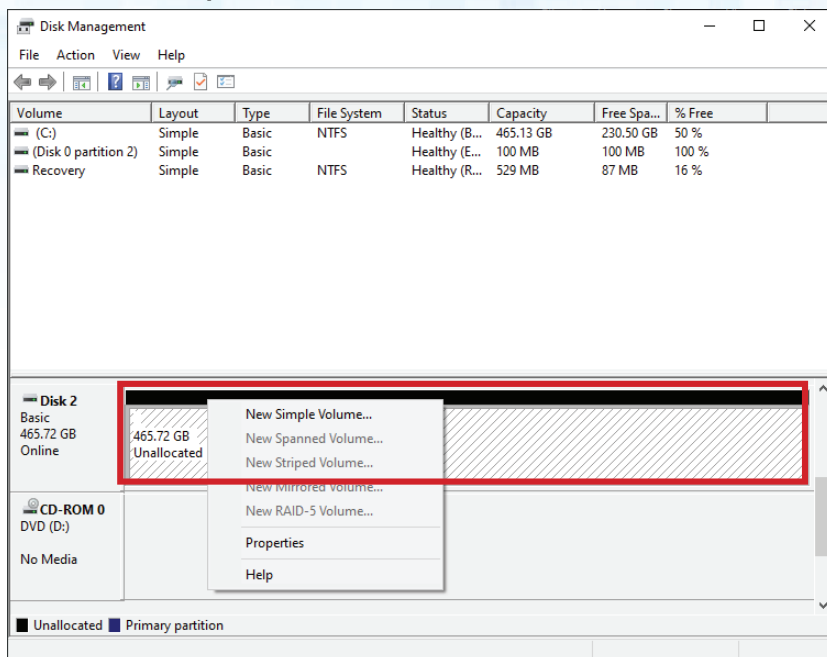 Disk Management
File Action View Help
Volume Layout Type File System Status Capacity Free Spa... % Free
(C:) Simple Basic NTFS Healthy (B... 465.13 GB 230.50 GB 50 %
(Disk 0 partition 2) Simple Basic Healthy (E... 100 MB 100 MB 100 %
Recovery Simple Basic NTFS Healthy (R... 529 MB 87 MB 16 %
Disk 2
Basic
465.72 GB
Online
465.72 GB
Unallocated
New Simple Volume...
New Spanned Volume...
New Striped Volume...
New Mirrored Volume...
New RAID-5 Volume...
Properties
Help
CD-ROM 0
DVD (D:)
No Media
Unallocated Primary partition